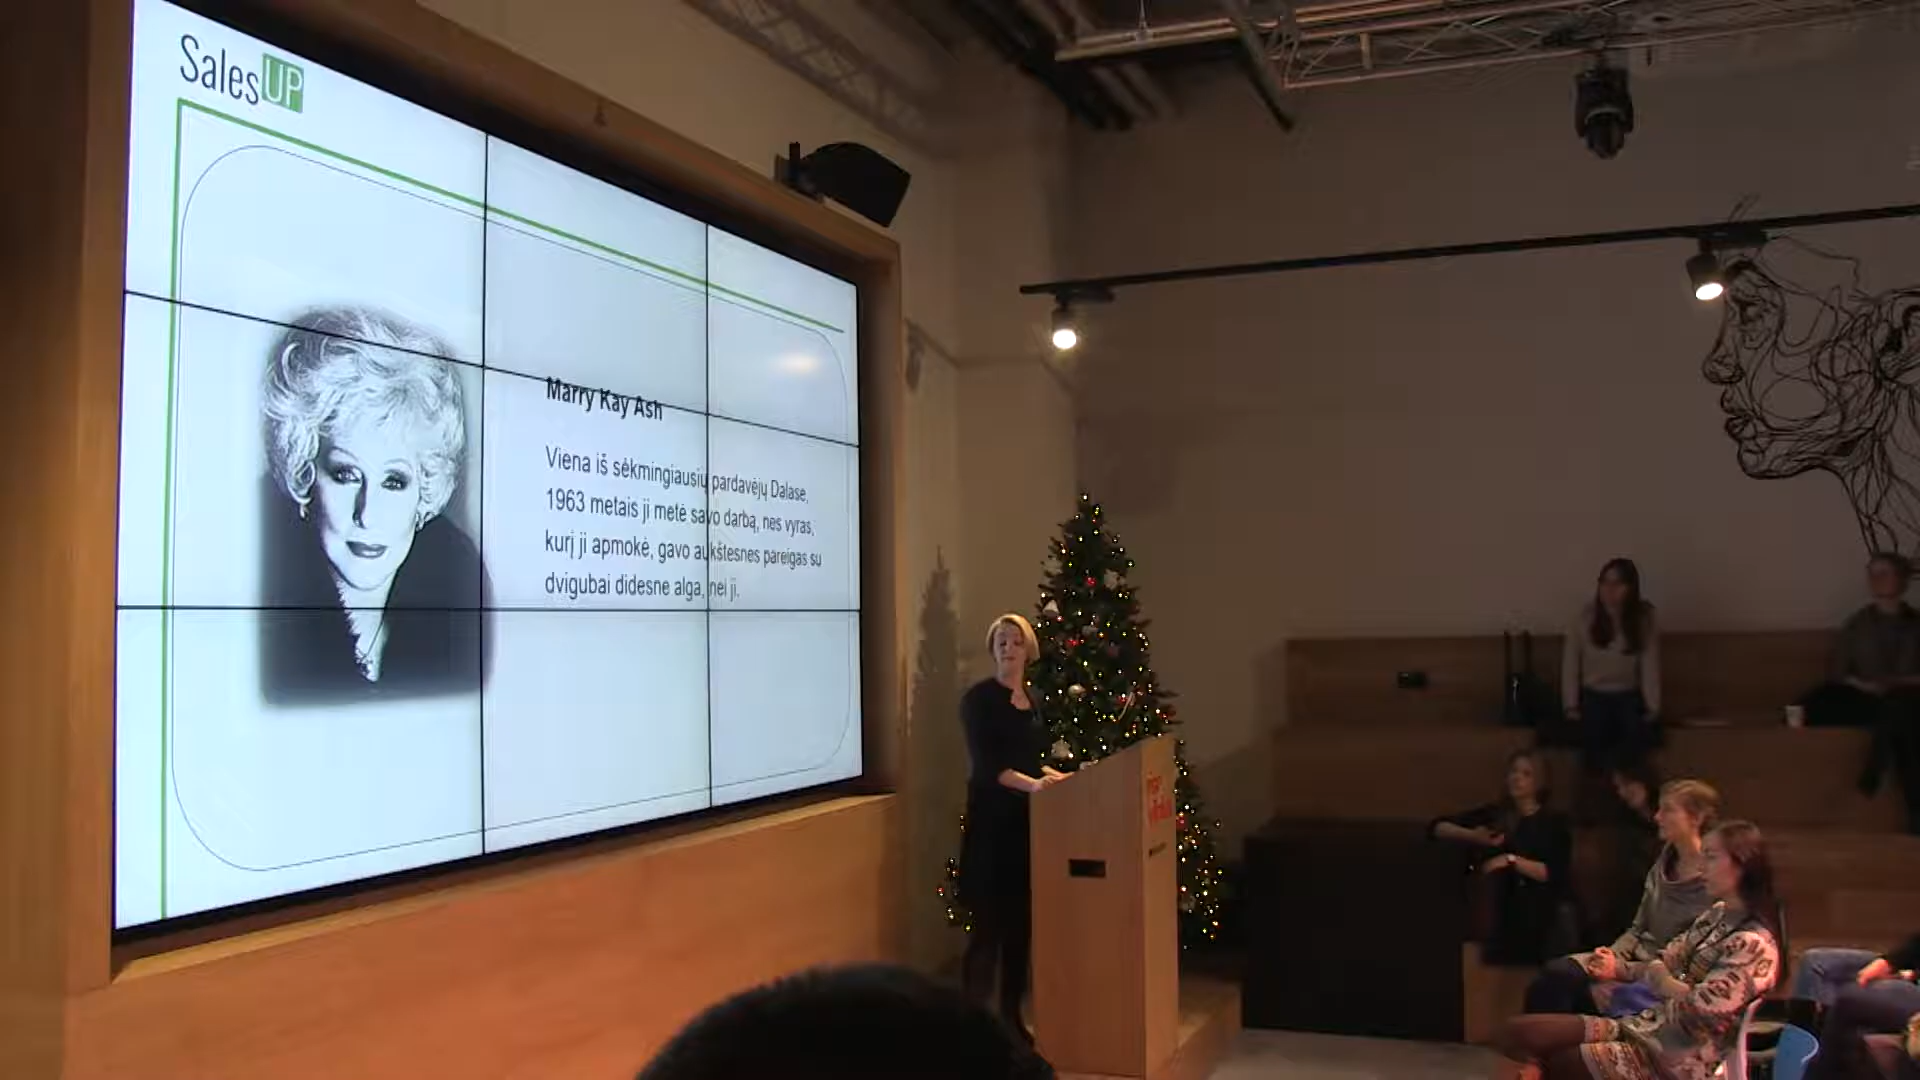 SalesUP
Marry Kay Ash
Viena iš sėkmingiausių pardavėjų Dalase,
1963 metais ji metė savo darbą, nes vyras,
kurį ji apmokė, gavo aukštesnes pareigas su
dvigubai didesne alga, nei ji.